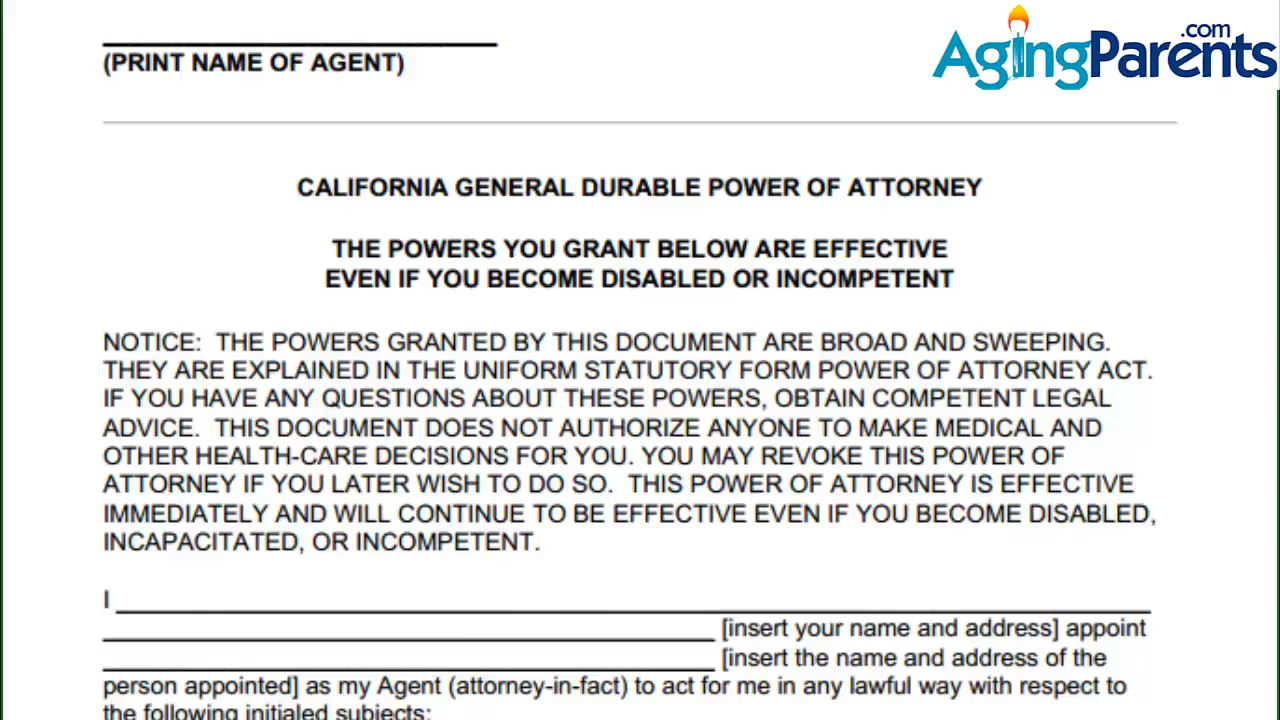 AgingParents.com
(PRINT NAME OF AGENT)
CALIFORNIA GENERAL DURABLE POWER OF ATTORNEY
THE POWERS YOU GRANT BELOW ARE EFFECTIVE
EVEN IF YOU BECOME DISABLED OR INCOMPETENT
NOTICE: THE POWERS GRANTED BY THIS DOCUMENT ARE BROAD AND SWEEPING.
THEY ARE EXPLAINED IN THE UNIFORM STATUTORY FORM POWER OF ATTORNEY ACT.
IF YOU HAVE ANY QUESTIONS ABOUT THESE POWERS, OBTAIN COMPETENT LEGAL
ADVICE. THIS DOCUMENT DOES NOT AUTHORIZE ANYONE TO MAKE MEDICAL AND
OTHER HEALTH-CARE DECISIONS FOR YOU. YOU MAY REVOKE THIS POWER OF
ATTORNEY IF YOU LATER WISH TO DO SO. THIS POWER OF ATTORNEY IS EFFECTIVE
IMMEDIATELY AND WILL CONTINUE TO BE EFFECTIVE EVEN IF YOU BECOME DISABLED,
INCAPACITATED, OR INCOMPETENT.
I
[insert your name and address] appoint
[insert the name and address of the
person appointed] as my Agent (attorney-in-fact) to act for me in any lawful way with respect to
the following initialed subjects: